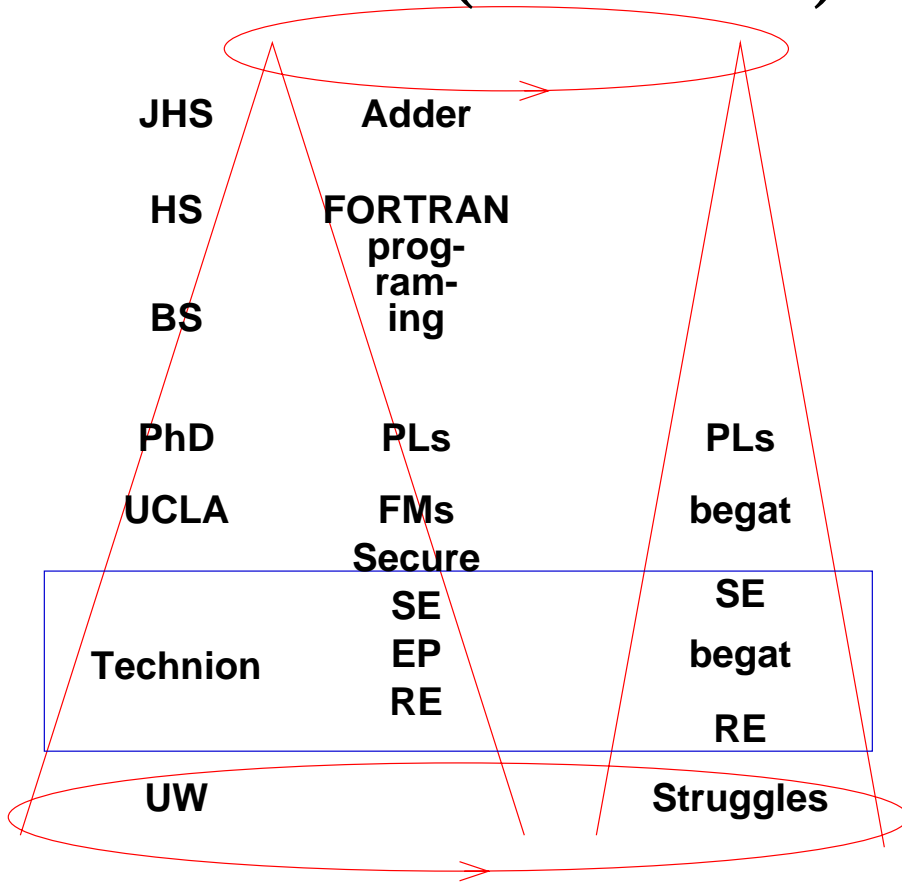 JHS Adder
HS FORTRAN
prog-
ram-
BS ing
PhD PLs PLs
UCLA FMs begat
Secure
SE SE
Technion EP begat
RE RE
UW Struggles